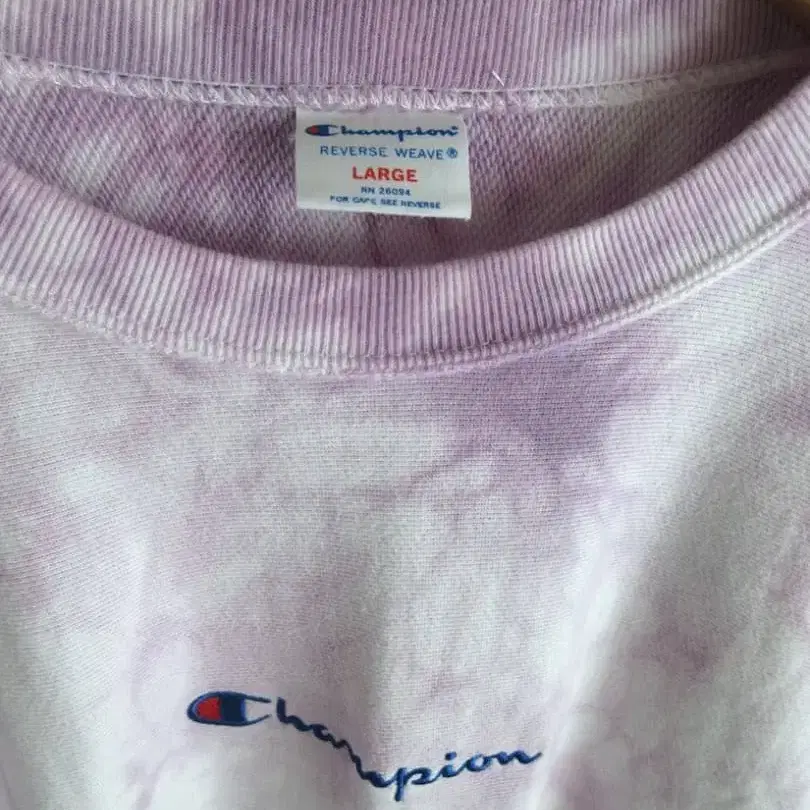 Champion
REVERSE WEAVE®
LARGE
RN 26094
FOR CARE SEE REVERSE
Champion